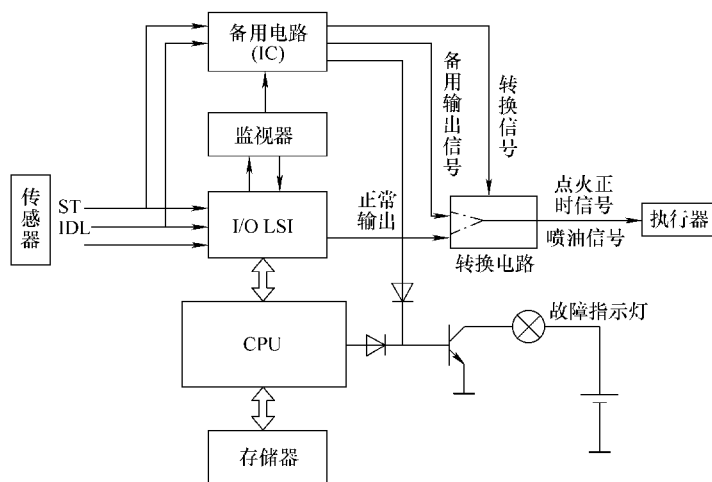 备用电路
(IC)
监视器
传感器
ST
IDL
I/O LSI
正常
输出
备用输出信号
转换信号
点火正
时信号
喷油信号
执行器
转换电路
CPU
故障指示灯
存储器